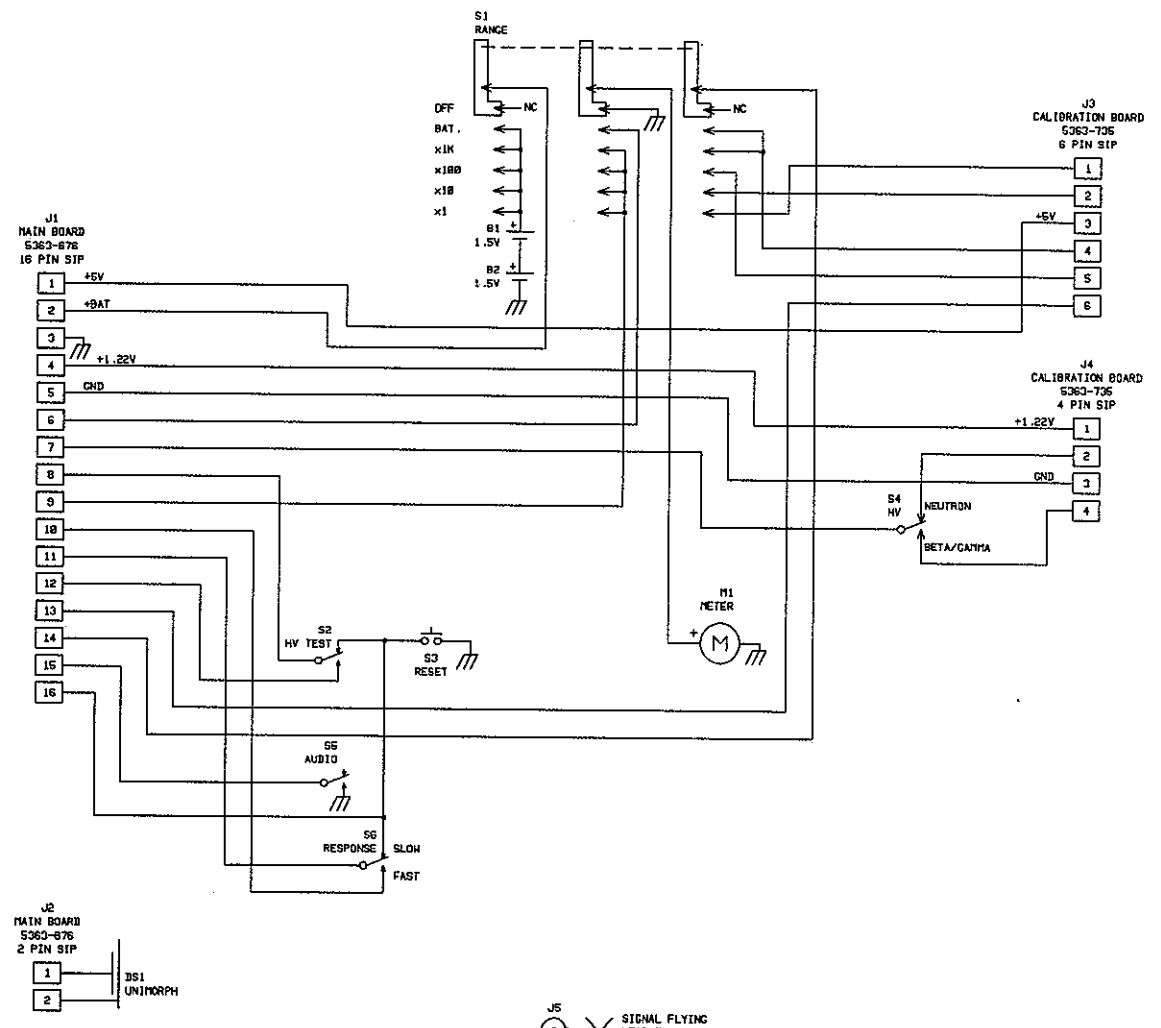 S1
RANGE
OFF
NC
NC
BAT.
x1K
x100
x10
x1
B1
1.5V
+
B2
1.5V
+
J3
CALIBRATION BOARD
5363-735
6 PIN SIP
1
2
+5V
3
4
5
6
J1
MAIN BOARD
5363-876
16 PIN SIP
1
+5V
2
+BAT
3
4
+1.22V
5
GND
6
7
8
9
10
11
12
13
14
15
16
J4
CALIBRATION BOARD
5363-735
4 PIN SIP
+1.22V
1
2
GND
3
4
S4
HV
NEUTRON
BETA/GAMMA
M1
METER
+
M
S2
HV TEST
S3
RESET
S5
AUDIO
S6
RESPONSE
SLOW
FAST
J2
MAIN BOARD
5363-876
2 PIN SIP
1
2
DS1
UNIMORPH
J5
SIGNAL FLYING